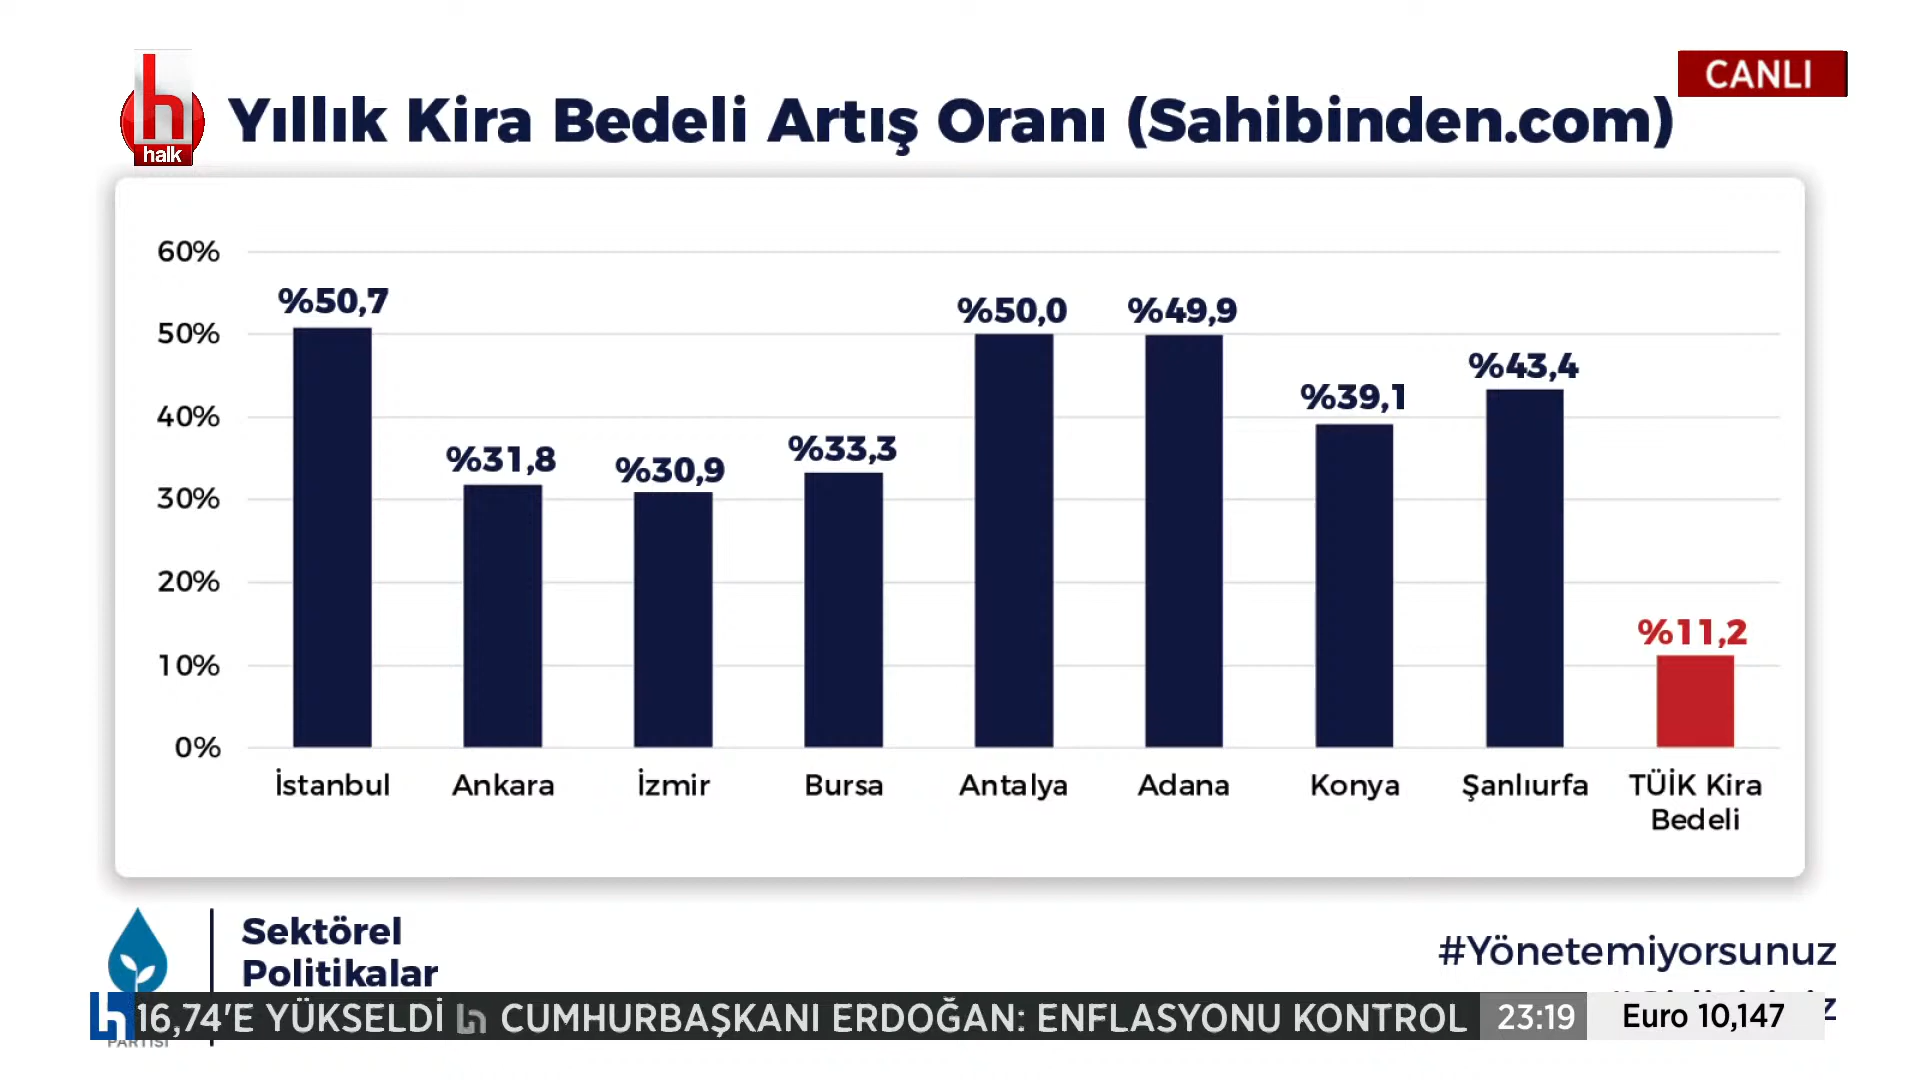 halk
CANLI
Yıllık Kira Bedeli Artış Oranı (Sahibinden.com)
60%
50%
40%
30%
20%
10%
0%
%50,7
%31,8
%30,9
%33,3
%50,0
%49,9
%39,1
%43,4
%11,2
İstanbul
Ankara
İzmir
Bursa
Antalya
Adana
Konya
Şanlıurfa
TÜİK Kira
Bedeli
Sektörel
Politikalar
#Yönetemiyorsunuz
16,74'E YÜKSELDİ CUMHURBAŞKANI ERDOĞAN: ENFLASYONU KONTROL 23:19 Euro 10,147
PARTİSİ